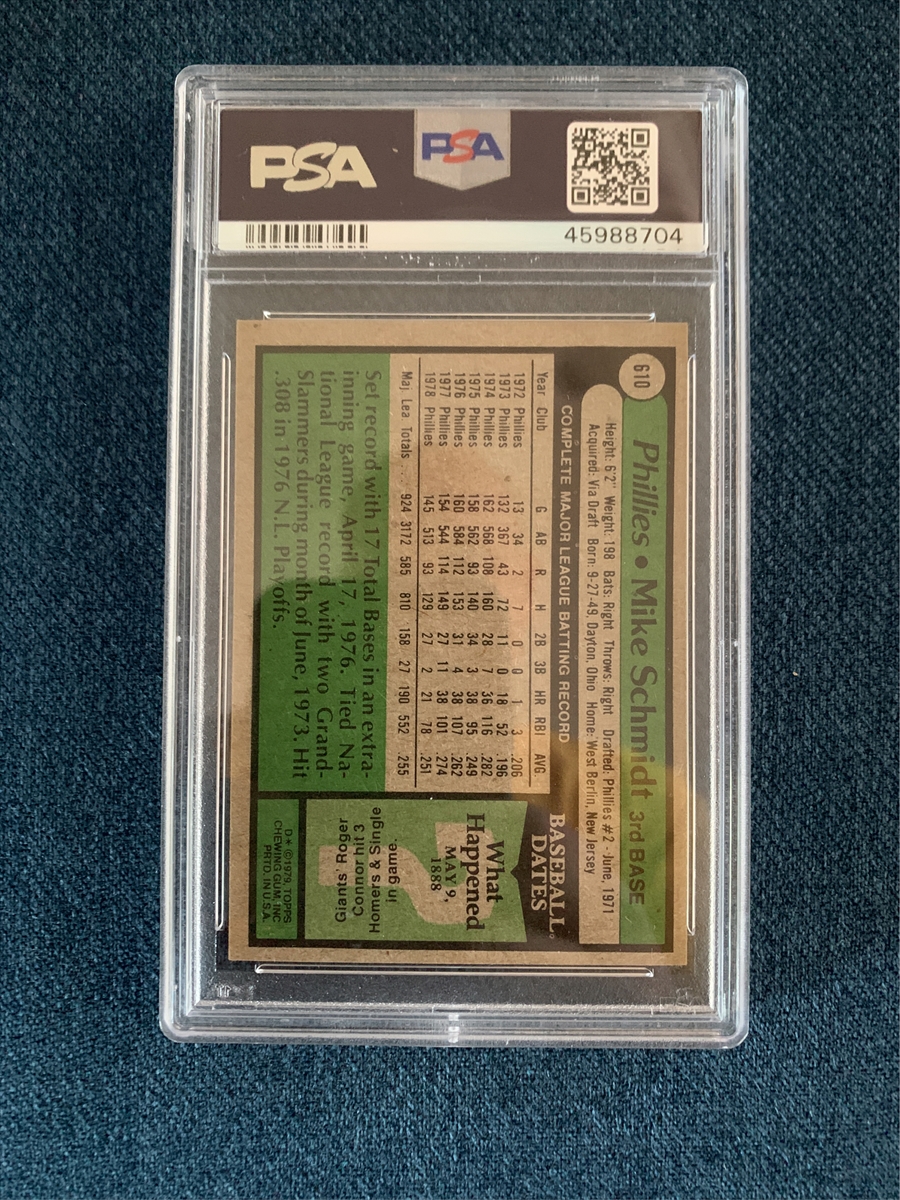 PSA
PSA
45988704
610
Phillies • Mike Schmidt 3rd BASE
Height: 6'2" Weight: 198 Bats: Right Throws: Right Drafted: Phillies #2 - June, 1971
Acquired: Via Draft Born: 9-27-49, Dayton, Ohio Home: West Berlin, New Jersey
COMPLETE MAJOR LEAGUE BATTING RECORD
Year Club G AB R H 2B 3B HR RBI AVG.
1972 Phillies 13 34 2 7 0 0 1 3 .206
1973 Phillies 132 367 43 72 11 0 18 52 .196
1974 Phillies 162 568 108 160 28 7 36 116 .282
1975 Phillies 158 562 93 140 34 3 38 95 .249
1976 Phillies 160 584 112 153 31 4 38 107 .262
1977 Phillies 154 544 114 149 27 11 38 101 .274
1978 Phillies 145 513 93 129 27 2 21 78 .251
Maj. Lea. Totals . . . 924 3172 585 810 158 27 190 552 .255
Set record with 17 Total Bases in an extra-
inning game, April 17, 1976. Tied Na-
tional League record with two Grand-
Slammers during month of June, 1973. Hit
.308 in 1976 N.L. Playoffs.
BASEBALL
DATES
What
Happened
MAY 9,
1888
?
Giants' Roger
Connor hit 3
Homers & Single
in game.
D* ©1979, TOPPS
CHEWING GUM, INC
PRTD. IN U.S.A.